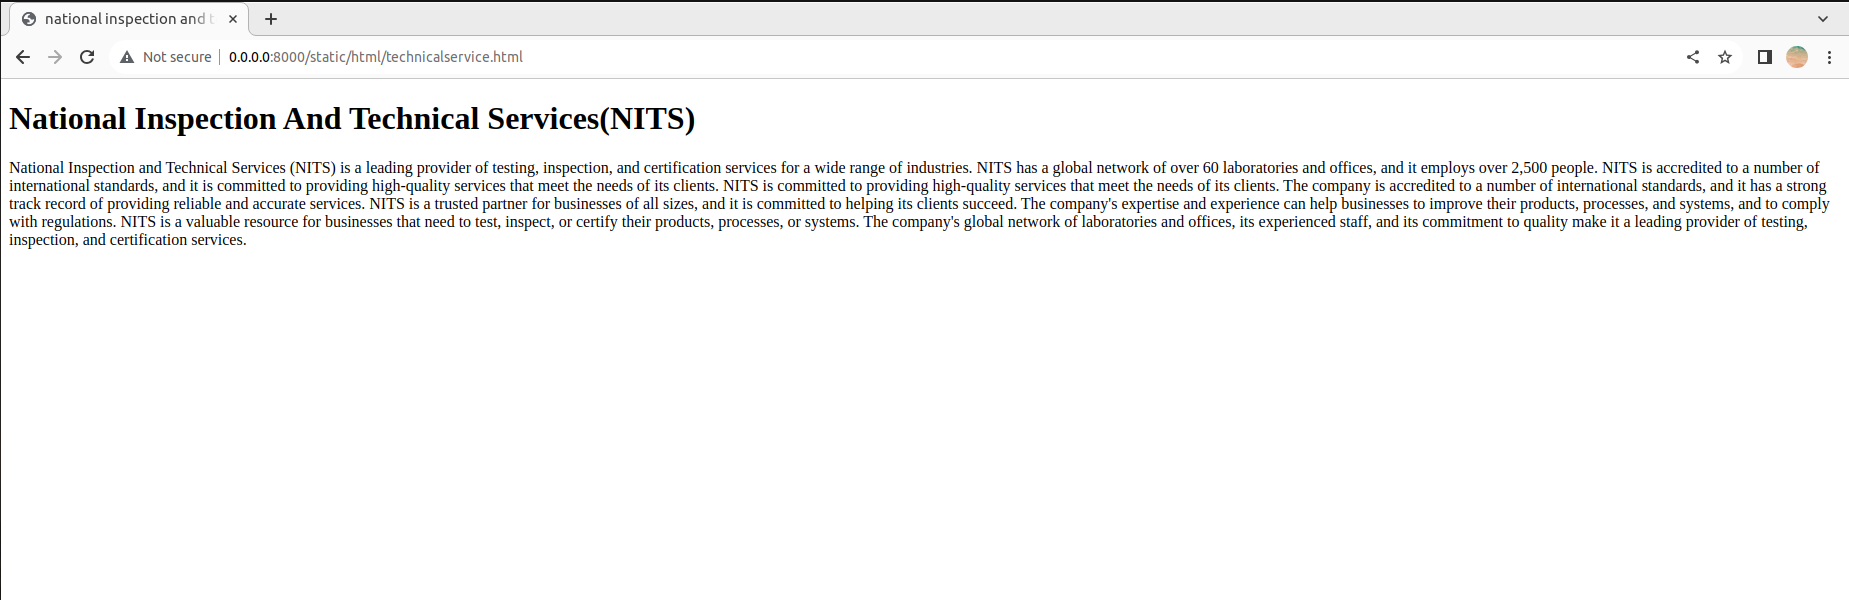 national inspection and t
Not secure
0.0.0.0:8000/static/html/technicalservice.html
National Inspection And Technical Services(NITS)
National Inspection and Technical Services (NITS) is a leading provider of testing, inspection, and certification services for a wide range of industries. NITS has a global network of over 60 laboratories and offices, and it employs over 2,500 people. NITS is accredited to a number of
international standards, and it is committed to providing high-quality services that meet the needs of its clients. NITS is committed to providing high-quality services that meet the needs of its clients. The company is accredited to a number of international standards, and it has a strong
track record of providing reliable and accurate services. NITS is a trusted partner for businesses of all sizes, and it is committed to helping its clients succeed. The company's expertise and experience can help businesses to improve their products, processes, and systems, and to comply
with regulations. NITS is a valuable resource for businesses that need to test, inspect, or certify their products, processes, or systems. The company's global network of laboratories and offices, its experienced staff, and its commitment to quality make it a leading provider of testing,
inspection, and certification services.